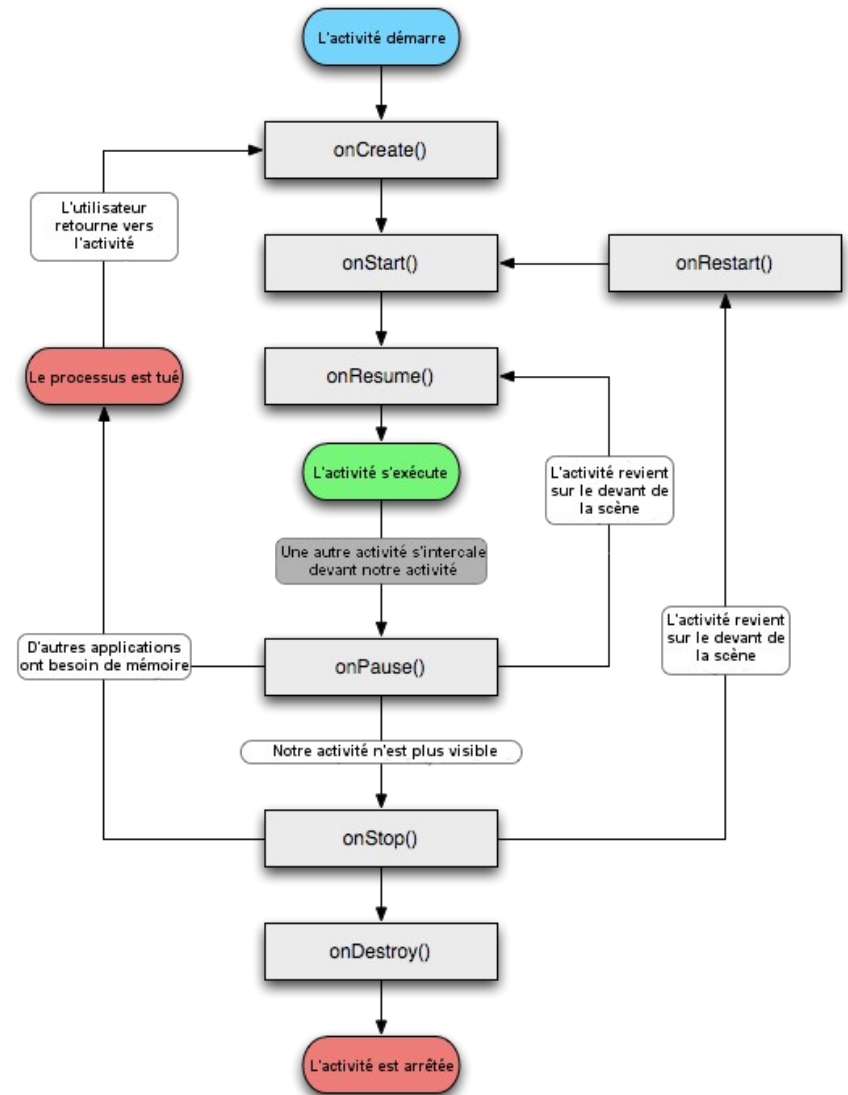 L'activité démarre
onCreate()
L'utilisateur
retourne vers
l'activité
onStart()
onRestart()
Le processus est tué
onResume()
L'activité s'exécute
L'activité revient
sur le devant de
la scène
Une autre activité s'intercale
devant notre activité
D'autres applications
ont besoin de mémoire
onPause()
L'activité revient
sur le devant de
la scène
Notre activité n'est plus visible
onStop()
onDestroy()
L'activité est arrêtée